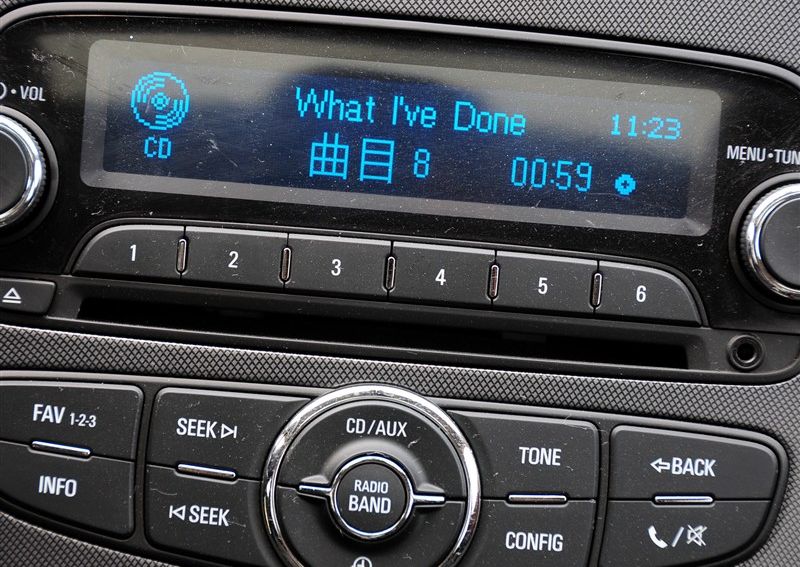 VOL
What I've Done
11:23
CD
曲目 8
00:59
MENU•TUN
1
2
3
4
5
6
FAV 1-2-3
SEEK
CD/AUX
TONE
BACK
INFO
SEEK
RADIO
BAND
CONFIG